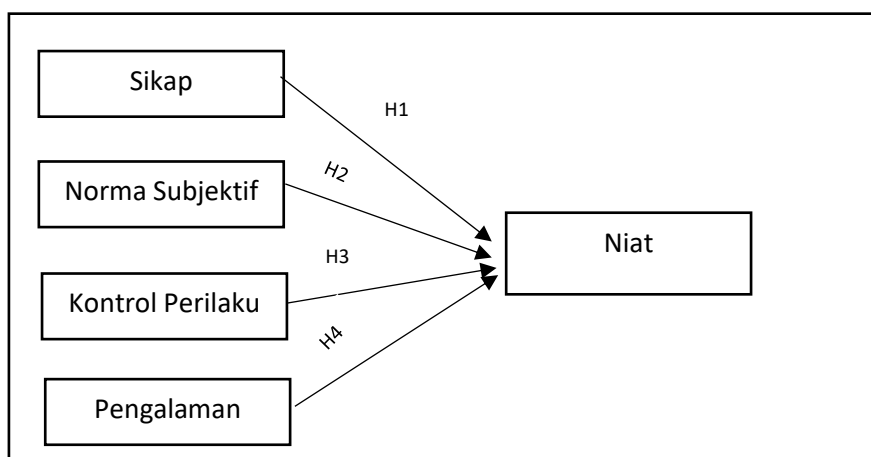 Sikap
H1
Norma Subjektif
H2
Niat
H3
Kontrol Perilaku
H4
Pengalaman